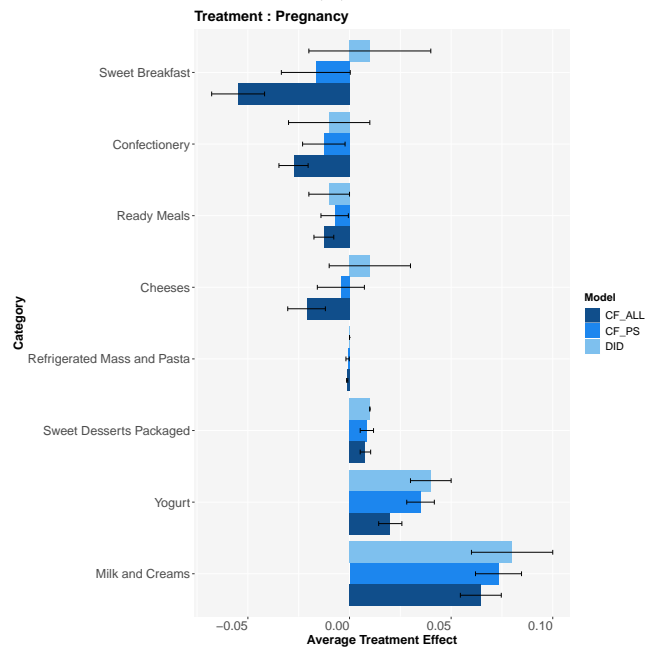 Treatment : Pregnancy
Category
Sweet Breakfast
Confectionery
Ready Meals
Cheeses
Refrigerated Mass and Pasta
Sweet Desserts Packaged
Yogurt
Milk and Creams
−0.05 0.00 0.05 0.10
Average Treatment Effect
Model
CF_ALL
CF_PS
DID